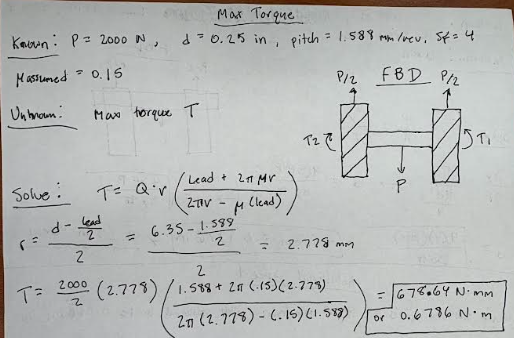 Max Torque
Known: P = 2000 N, d = 0.25 in, pitch = 1.588 mm/rev, Sf = 4
μassumed = 0.15
Unknown: Max torque T
FBD
P/2 P/2
T2 T1
P
Solve: T = Q·r ( (Lead + 2π μr) / (2πr - μ(lead)) )
r = (d - lead/2) / 2 = (6.35 - 1.588/2) / 2 = 2.778 mm
T = 2000/2 (2.778) ( (1.588 + 2π (.15)(2.778)) / (2π (2.778) - (.15)(1.588)) ) = 678.64 N·mm
or 0.6786 N·m